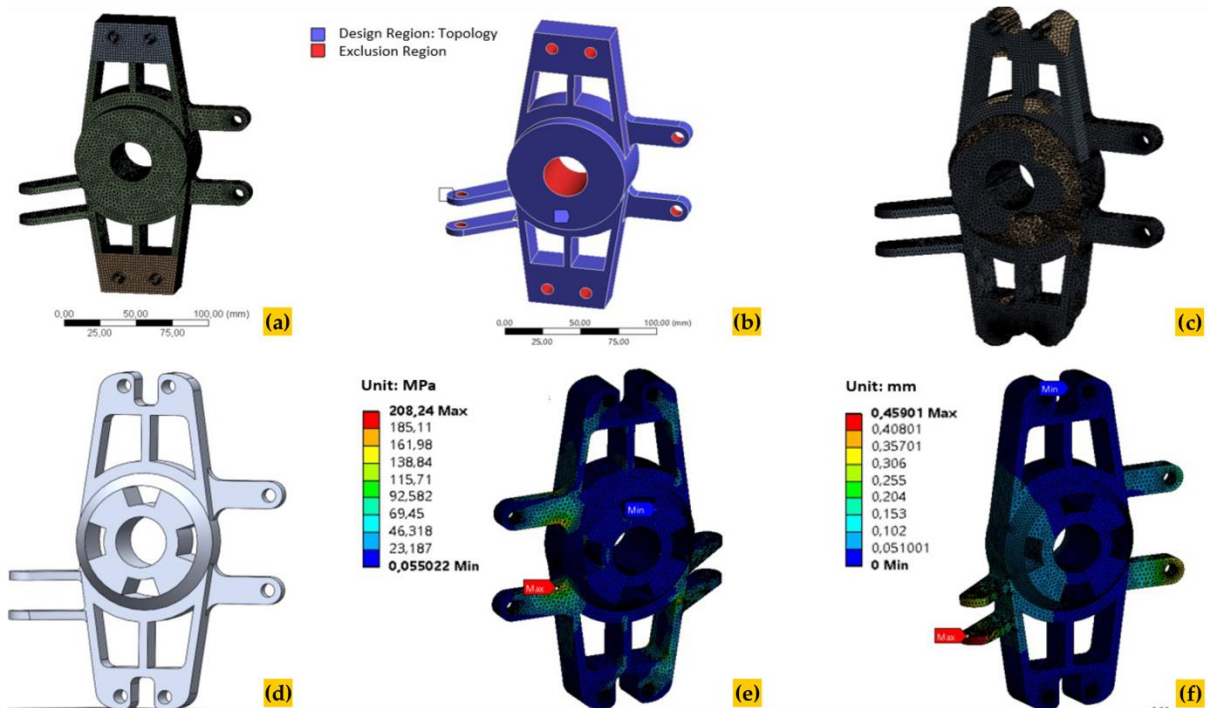 Design Region: Topology
Exclusion Region
0,00 50,00 100,00 (mm)
25,00 75,00
(a)
0,00 50,00 100,00 (mm)
25,00 75,00
(b)
(c)
(d)
Unit: MPa
208,24 Max
185,11
161,98
138,84
115,71
92,582
69,45
46,318
23,187
0,055022 Min
Min
Max
(e)
Unit: mm
0,45901 Max
0,40801
0,35701
0,306
0,255
0,204
0,153
0,102
0,051001
0 Min
Min
Max
(f)